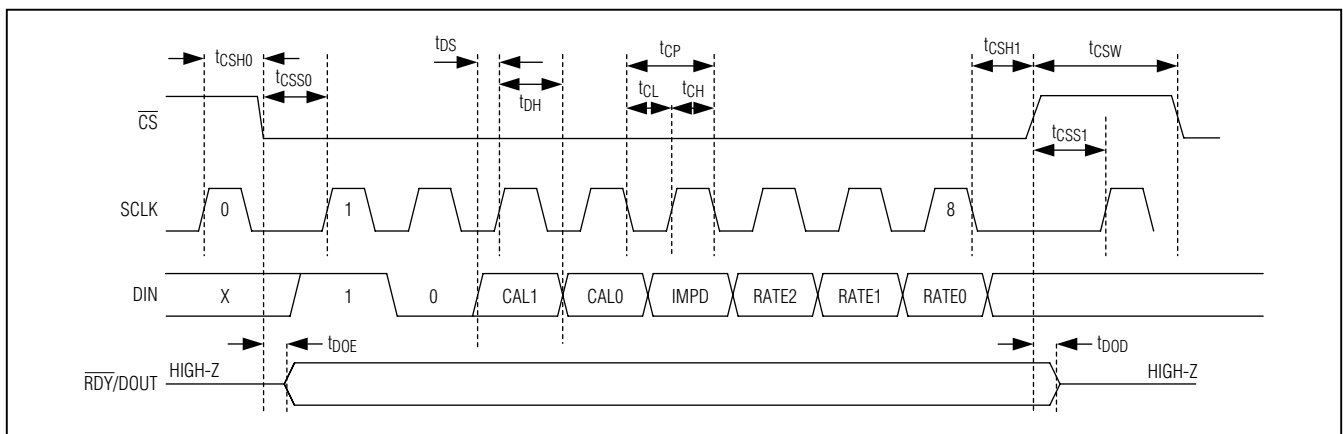 tCSH0 tDS tCP tCSH1 tCSW
tCSS0 tDH tCL tCH
CS tCSS1
SCLK 0 1 8
DIN X 1 0 CAL1 CAL0 IMPD RATE2 RATE1 RATE0
tDOE tDOD
RDY/DOUT HIGH-Z HIGH-Z